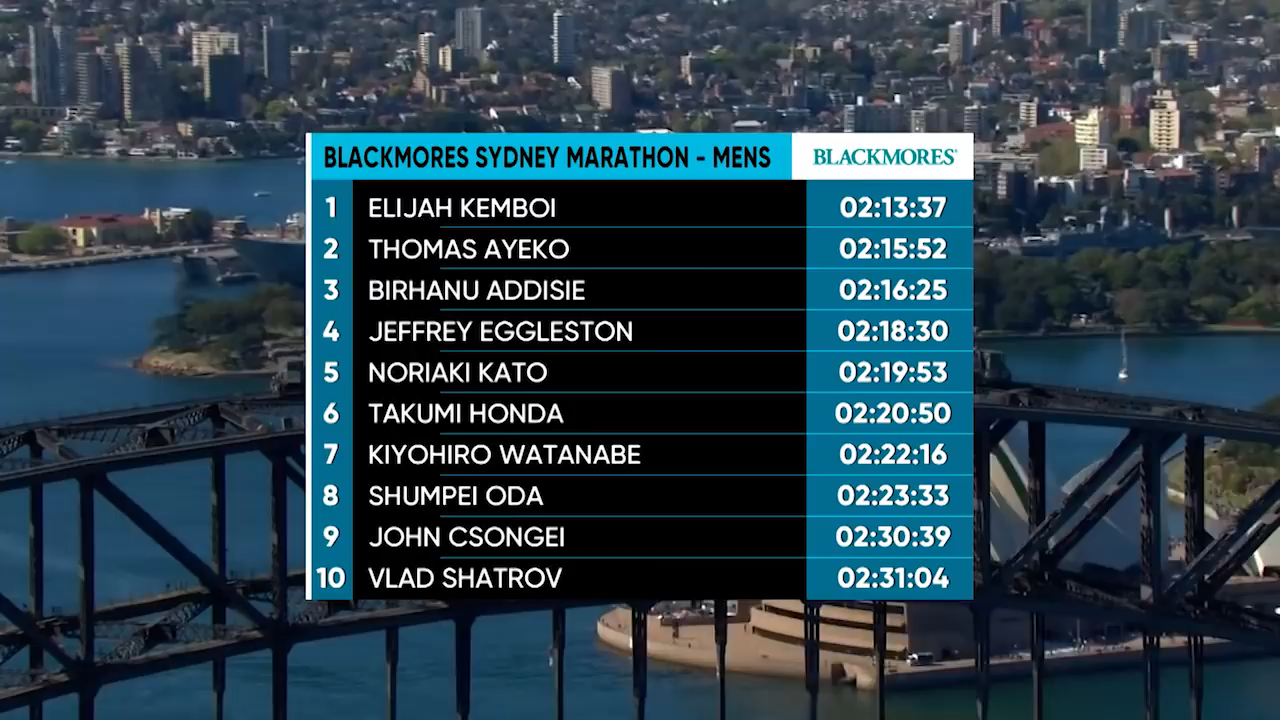 BLACKMORES SYDNEY MARATHON - MENS BLACKMORES®
1 ELIJAH KEMBOI 02:13:37
2 THOMAS AYEKO 02:15:52
3 BIRHANU ADDISIE 02:16:25
4 JEFFREY EGGLESTON 02:18:30
5 NORIAKI KATO 02:19:53
6 TAKUMI HONDA 02:20:50
7 KIYOHIRO WATANABE 02:22:16
8 SHUMPEI ODA 02:23:33
9 JOHN CSONGEI 02:30:39
10 VLAD SHATROV 02:31:04